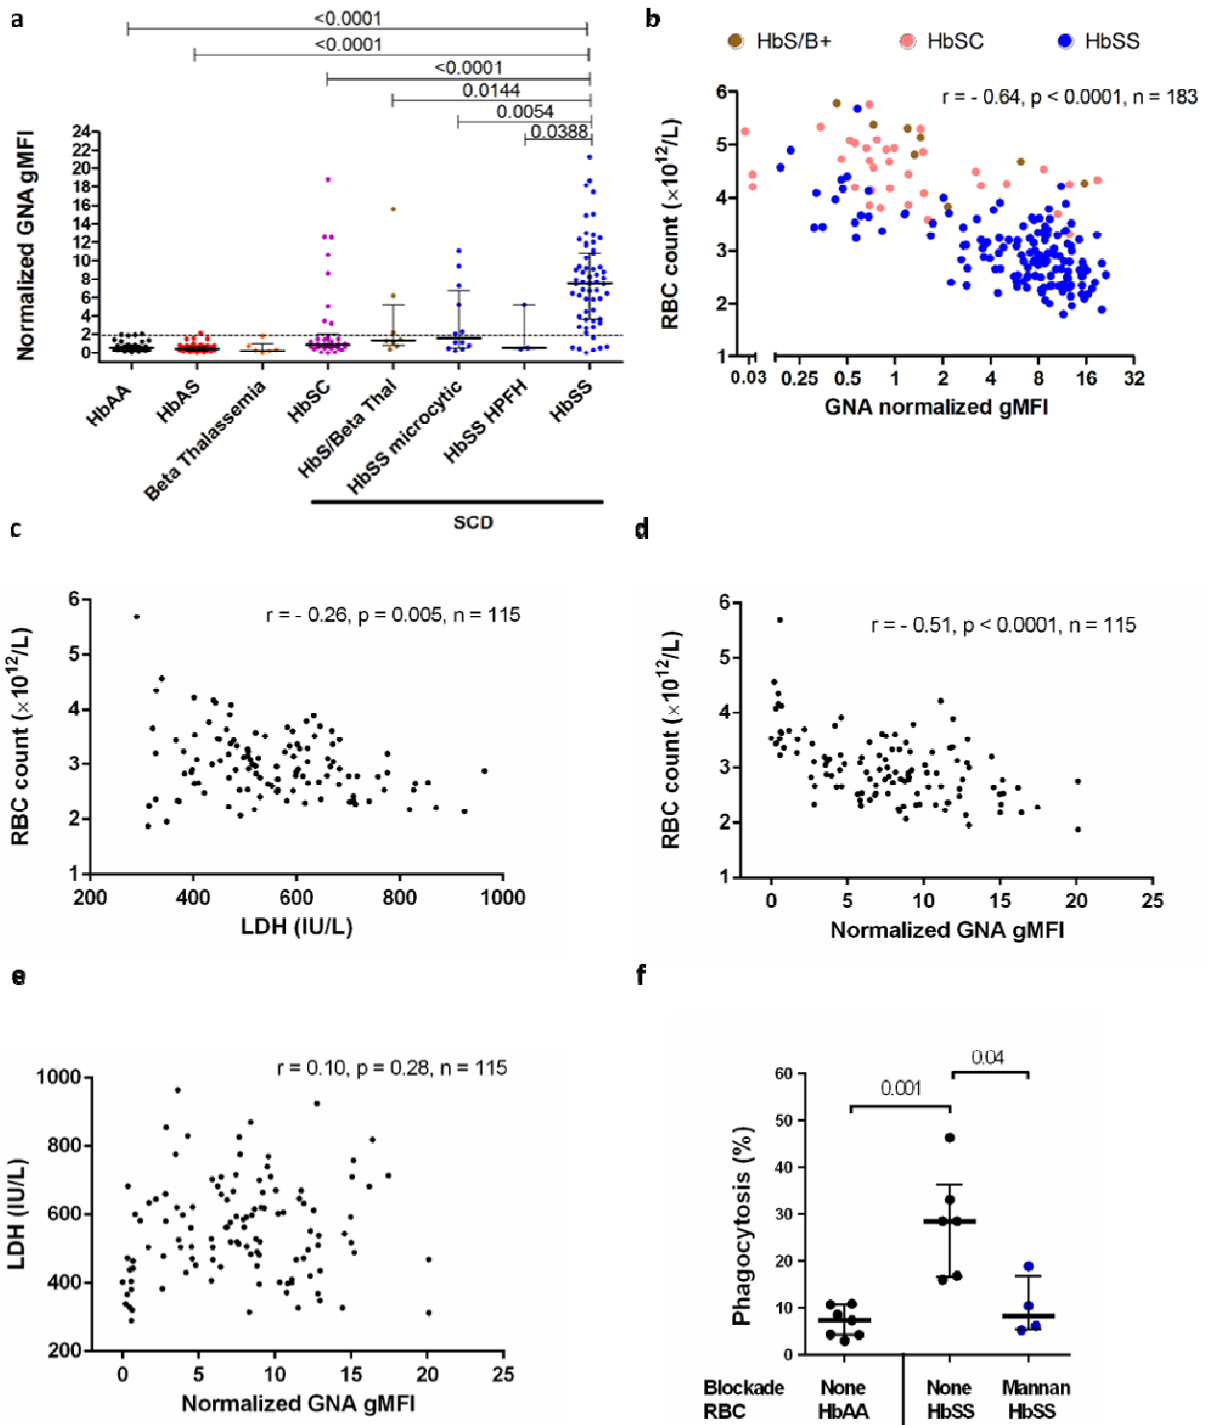 a
<0.0001
<0.0001
<0.0001
0.0144
0.0054
0.0388
Normalized GNA gMFI
24
22
20
18
16
14
12
10
8
6
4
2
0
HbAA
HbAS
Beta Thalassemia
HbSC
HbS/Beta Thal
HbSS microcytic
HbSS HPFH
HbSS
SCD
b
HbS/B+ HbSC HbSS
r = - 0.64, p < 0.0001, n = 183
RBC count (×10¹²/L)
6
5
4
3
2
1
0.03 0.25 0.5 1 2 4 8 16 32
GNA normalized gMFI
c
r = - 0.26, p = 0.005, n = 115
RBC count (×10¹²/L)
6
5
4
3
2
1
200 400 600 800 1000
LDH (IU/L)
d
r = - 0.51, p < 0.0001, n = 115
RBC count (×10¹²/L)
6
5
4
3
2
1
0 5 10 15 20 25
Normalized GNA gMFI
e
r = 0.10, p = 0.28, n = 115
LDH (IU/L)
1000
800
600
400
200
0 5 10 15 20 25
Normalized GNA gMFI
f
0.04
0.001
Phagocytosis (%)
60
50
40
30
20
10
0
Blockade None None Mannan
RBC HbAA HbSS HbSS